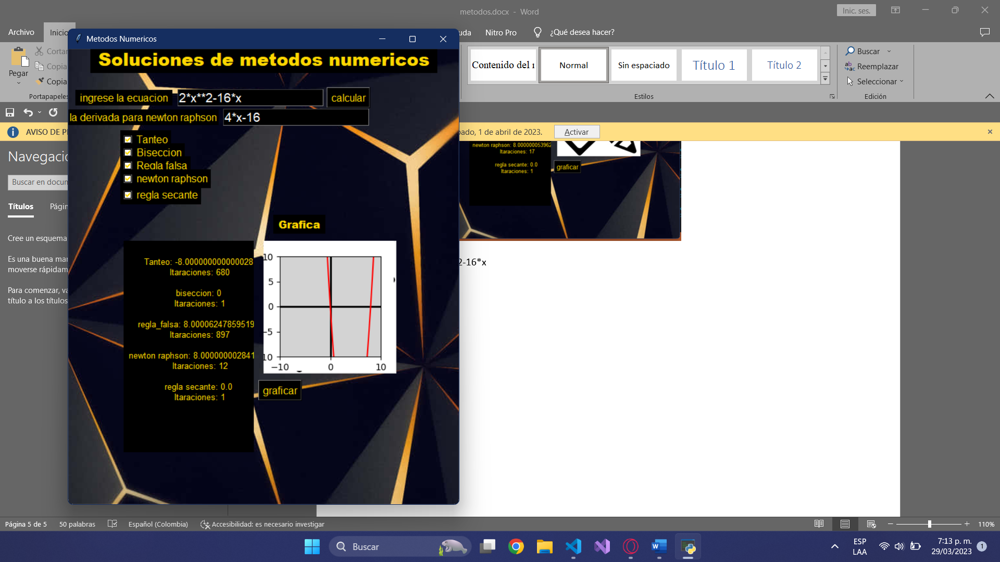 metodos.docx - Word
Inic. ses.
Archivo
Inicio
uda
Nitro Pro
¿Qué desea hacer?
Pegar
Cortar
Copia
Copia
Portapapeles
Contenido del
Normal
Sin espaciado
Título 1
Título 2
Estilos
Buscar
Reemplazar
Seleccionar
Edición
AVISO DE P
bado, 1 de abril de 2023.
Activar
Navegació
Buscar en docum
Títulos
Págin
Cree un esquema
Es una buena man
moverse rápidam
Para comenzar, va
título a los títulos
Metodos Numericos
Soluciones de metodos numericos
ingrese la ecuacion
2*x**2-16*x
calcular
la derivada para newton raphson
4*x-16
Tanteo
Biseccion
Regla falsa
newton raphson
regla secante
Grafica
Tanteo: -8.000000000000028
Itaraciones: 680
biseccion: 0
Itaraciones: 1
regla_falsa: 8.00006247859519
Itaraciones: 897
newton raphson: 8.000000002841
Itaraciones: 12
regla secante: 0.0
Itaraciones: 1
10
5
0
-5
10
−10
0
10
graficar
newton raphson: 8.000000053962
Itaraciones: 17
regla secante: 0.0
Itaraciones: 1
graficar
2-16*x
Página 5 de 5
50 palabras
Español (Colombia)
Accesibilidad: es necesario investigar
110%
Buscar
ESP
LAA
7:13 p. m.
29/03/2023
1